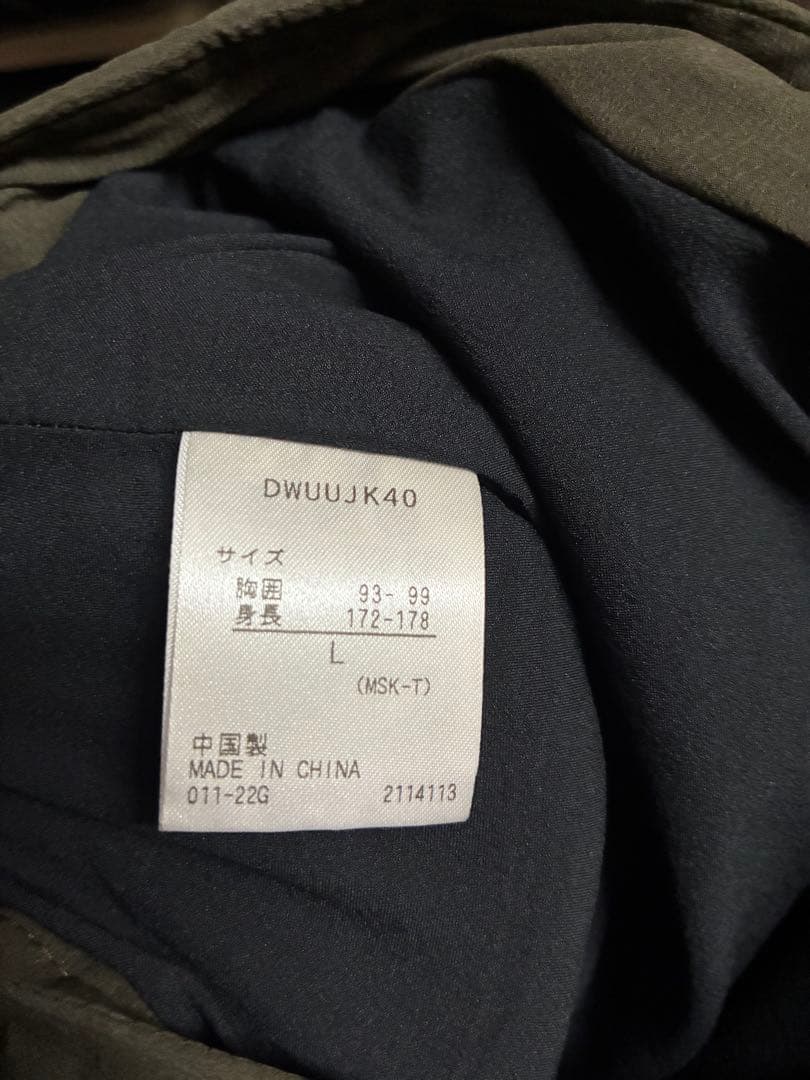 DWUUJK40
サイズ
胸囲 93- 99
身長 172-178
L
(MSK-T)
中国製
MADE IN CHINA
011-22G 2114113